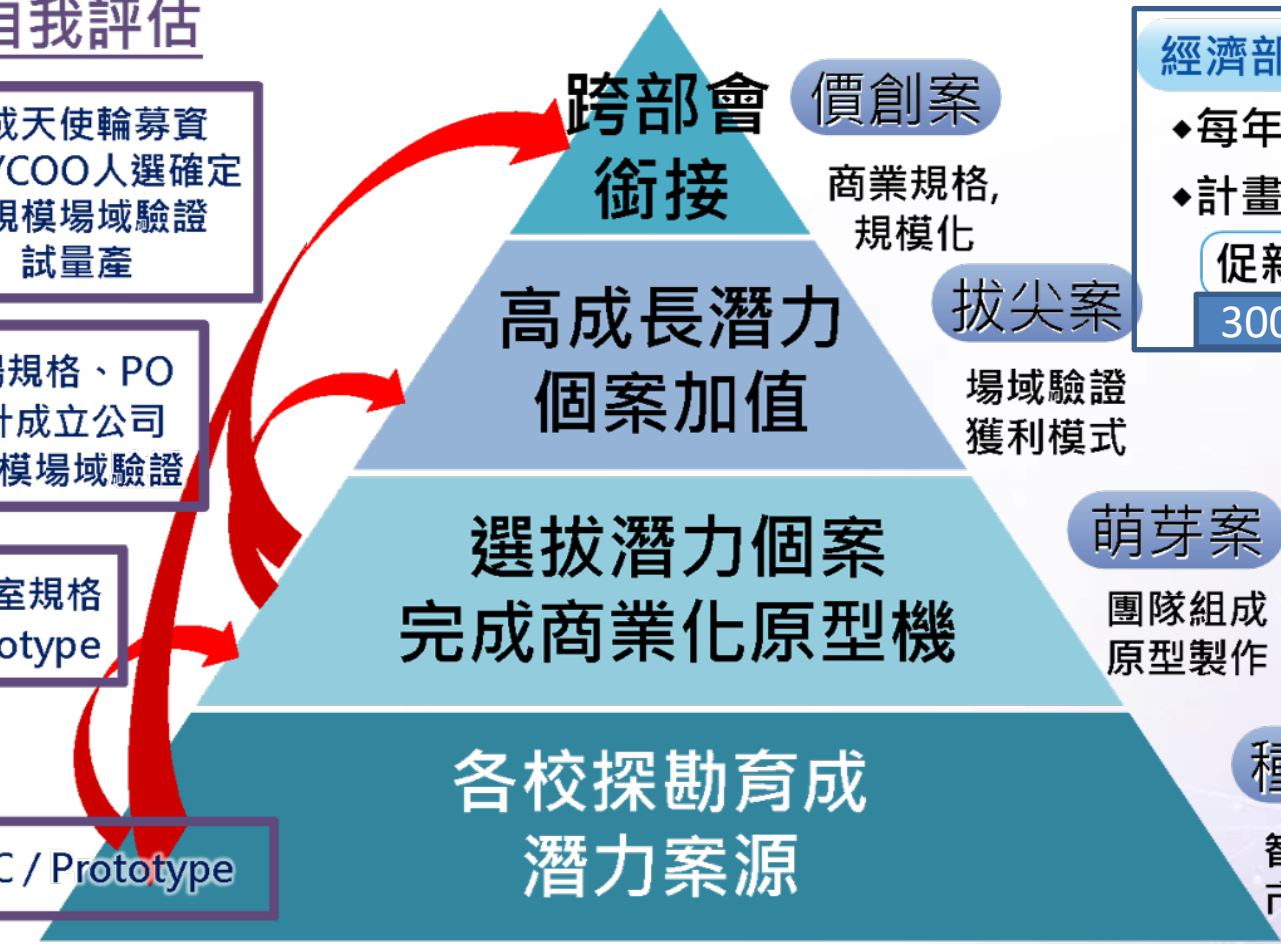 自我評估
成天使輪募資
/COO人選確定
規模場域驗證
試量產
場規格、PO
計成立公司
模場域驗證
室規格
otype
C / Prototype
跨部會
銜接
高成長潛力
個案加值
選拔潛力個案
完成商業化原型機
各校探勘育成
潛力案源
價創案
商業規格,
規模化
拔尖案
場域驗證
獲利模式
萌芽案
團隊組成
原型製作
種
市
經濟部
◆每年
◆計畫
促新
300